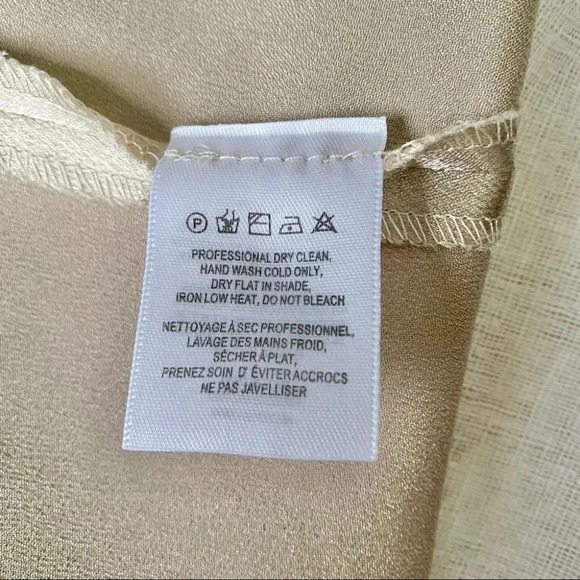 P
PROFESSIONAL DRY CLEAN,
HAND WASH COLD ONLY,
DRY FLAT IN SHADE,
IRON LOW HEAT, DO NOT BLEACH
NETTOYAGE À SEC PROFESSIONNEL,
LAVAGE DES MAINS FROID,
SÉCHER À PLAT,
PRENEZ SOIN D' ÉVITER ACCROCS
NE PAS JAVELLISER